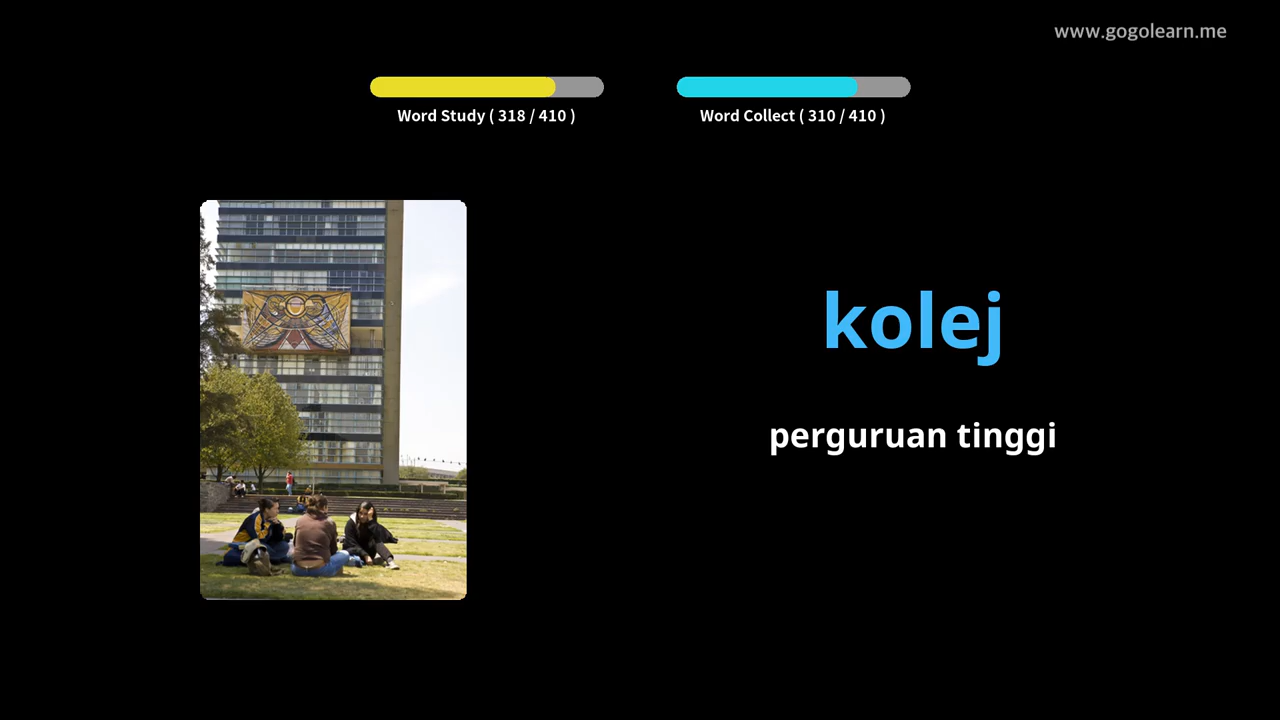 www.gogolearn.me
Word Study ( 318 / 410 )
Word Collect ( 310 / 410 )
kolej
perguruan tinggi